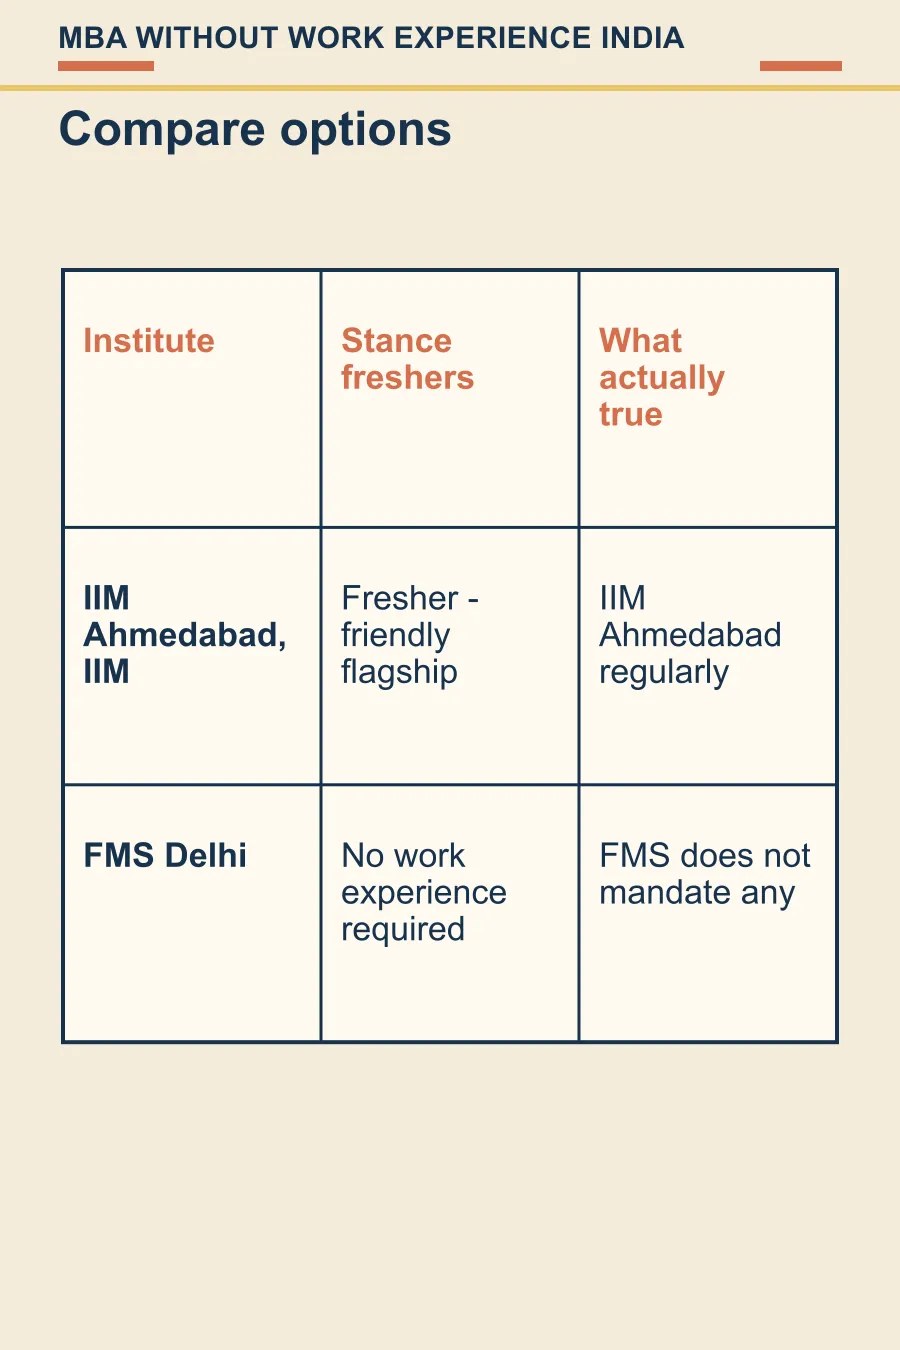 MBA WITHOUT WORK EXPERIENCE INDIA
Compare options
Institute
Stance
freshers
What
actually
true
IIM
Ahmedabad,
IIM
Fresher -
friendly
flagship
IIM
Ahmedabad
regularly
FMS Delhi
No work
experience
required
FMS does not
mandate any